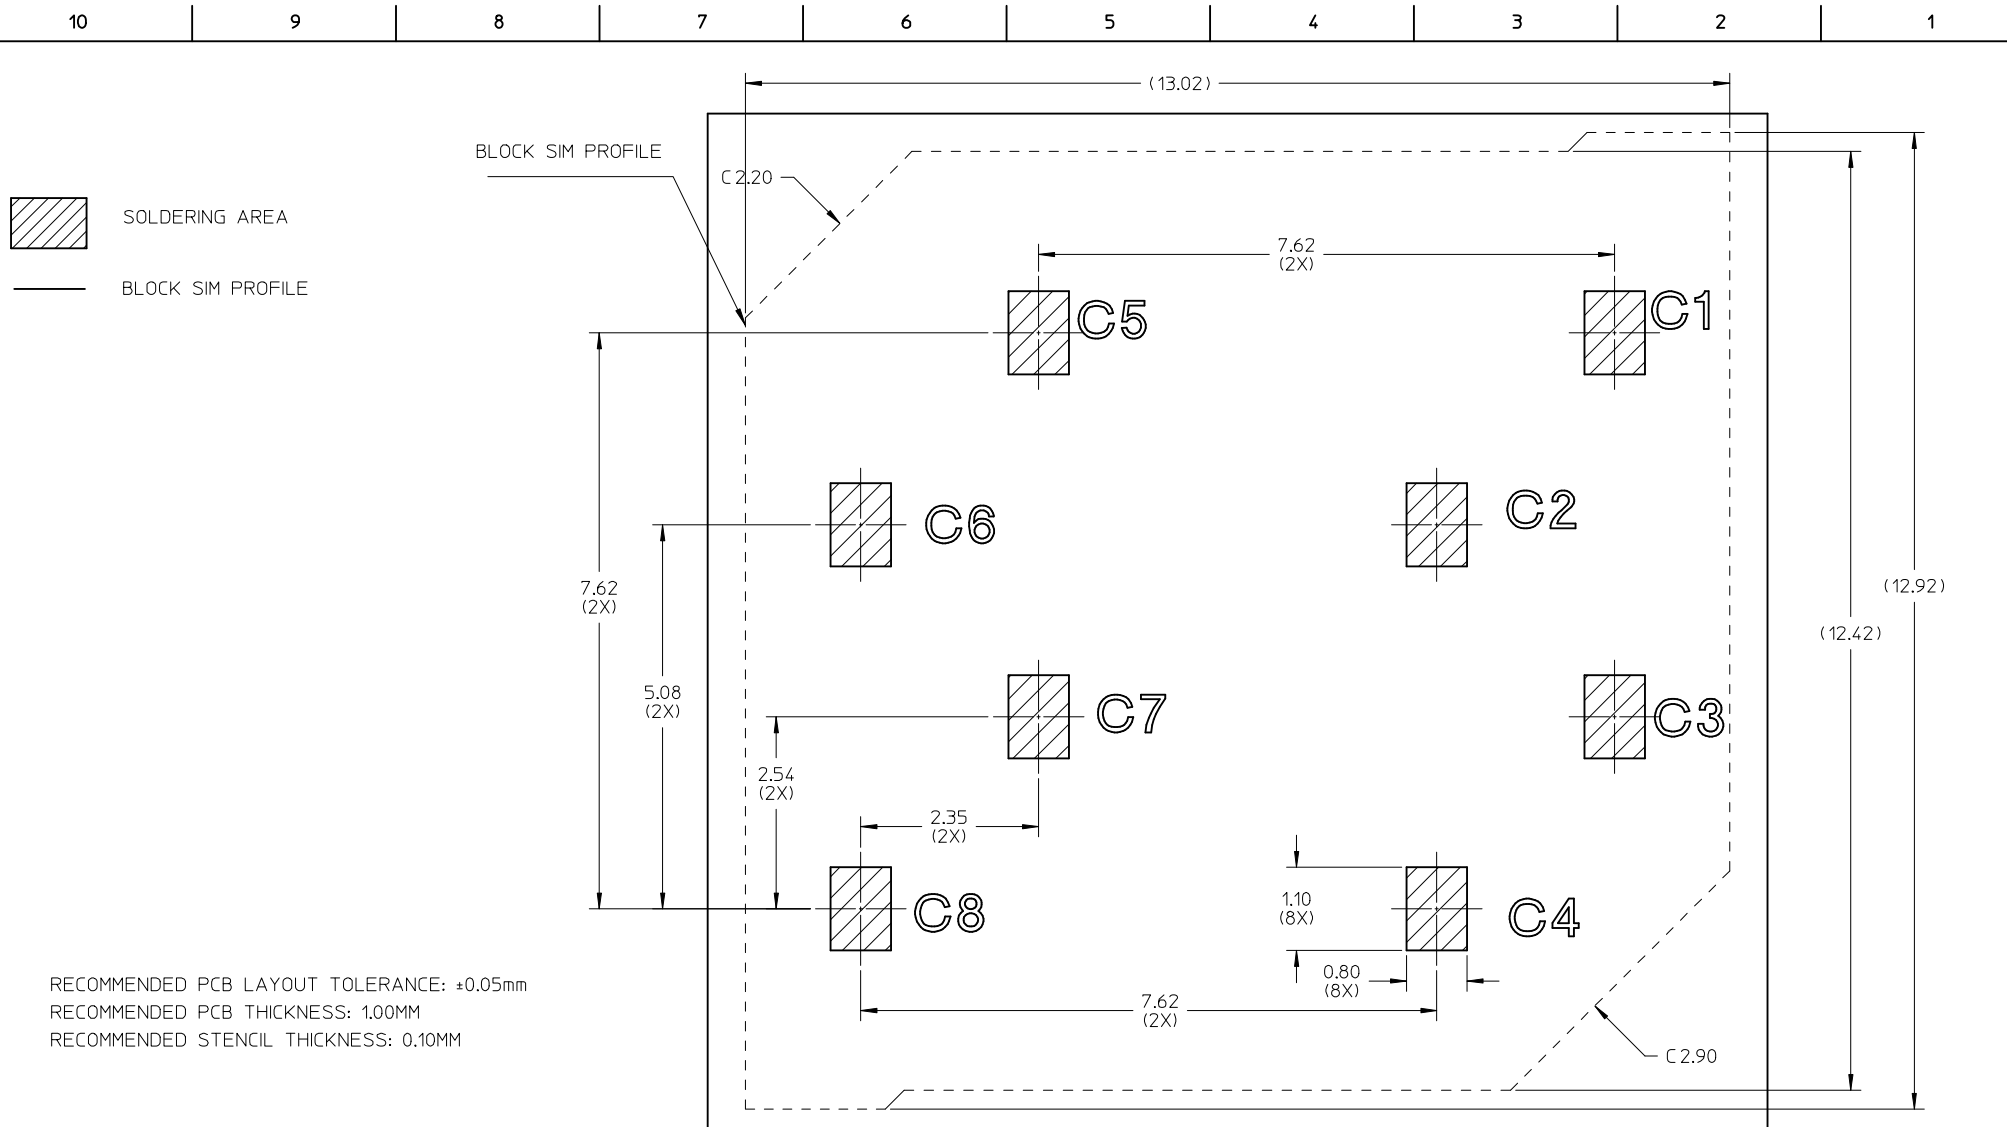 10 9 8 7 6 5 4 3 2 1
(13.02)
BLOCK SIM PROFILE
C 2.20
SOLDERING AREA
BLOCK SIM PROFILE
7.62
(2X)
C5
C1
C6
C2
7.62
(2X)
(12.92)
(12.42)
5.08
(2X)
C7
C3
2.54
(2X)
2.35
(2X)
1.10
(8X)
C8
C4
0.80
(8X)
7.62
(2X)
C 2.90
RECOMMENDED PCB LAYOUT TOLERANCE: ±0.05mm
RECOMMENDED PCB THICKNESS: 1.00MM
RECOMMENDED STENCIL THICKNESS: 0.10MM